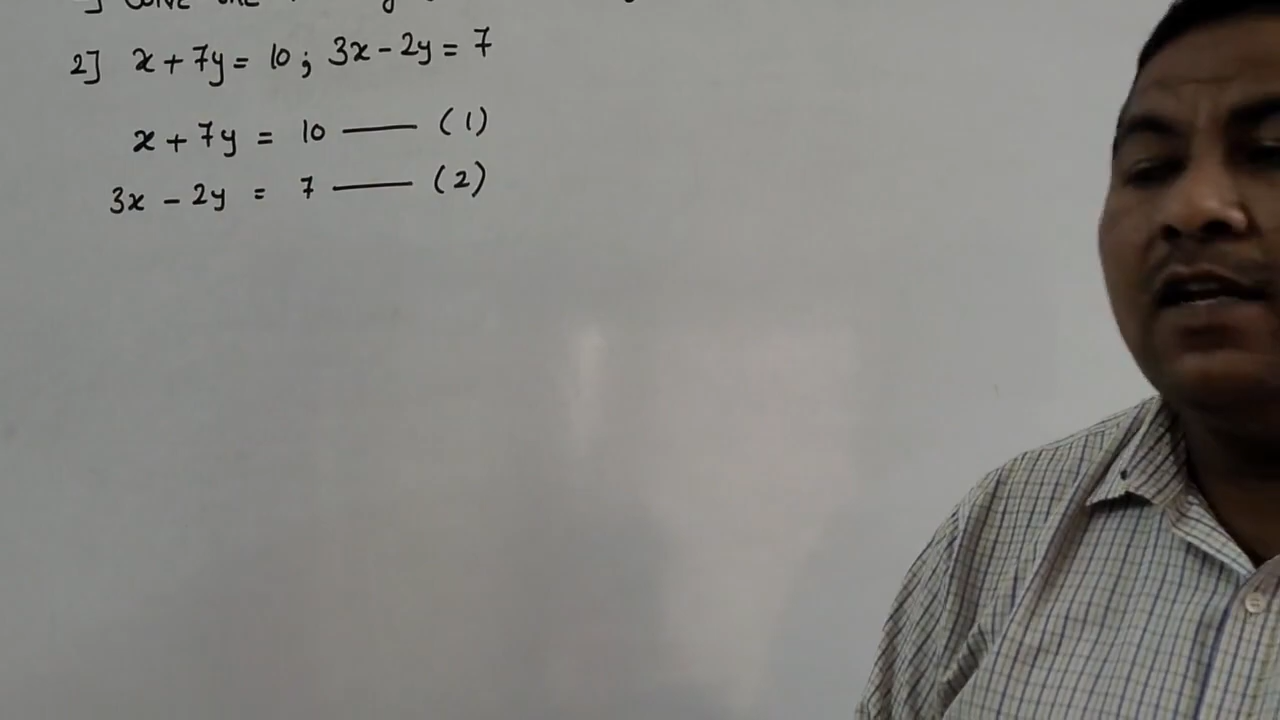 2] x + 7y = 10 ; 3x - 2y = 7
x + 7y = 10 —— (1)
3x - 2y = 7 —— (2)